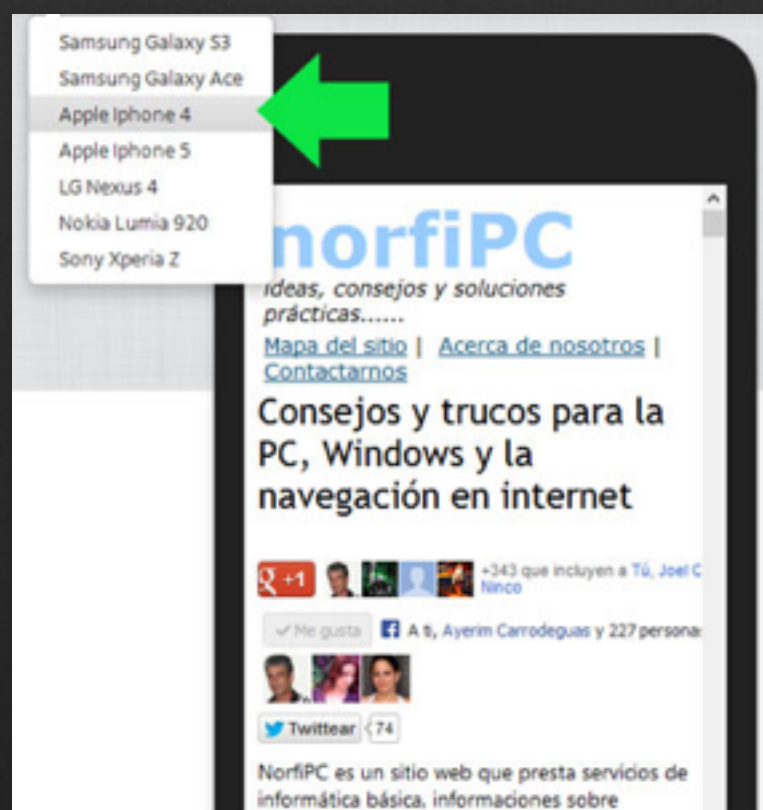 Samsung Galaxy S3
Samsung Galaxy Ace
Apple Iphone 4
Apple Iphone 5
LG Nexus 4
Nokia Lumia 920
Sony Xperia Z
norfiPC
ideas, consejos y soluciones
prácticas......
Mapa del sitio | Acerca de nosotros |
Contactarnos
Consejos y trucos para la
PC, Windows y la
navegación en internet
g +1 +343 que incluyen a Tú, Joel C
Ninco
Me gusta A ti, Ayerim Carrodeguas y 227 persona
Twittear 74
NorfiPC es un sitio web que presta servicios de
informática básica, informaciones sobre